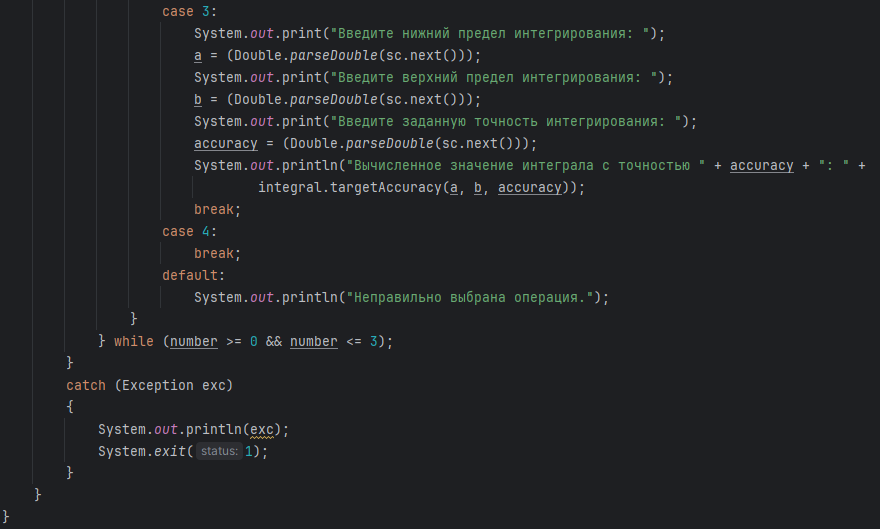 case 3:
System.out.print("Введите нижний предел интегрирования: ");
a = (Double.parseDouble(sc.next()));
System.out.print("Введите верхний предел интегрирования: ");
b = (Double.parseDouble(sc.next()));
System.out.print("Введите заданную точность интегрирования: ");
accuracy = (Double.parseDouble(sc.next()));
System.out.println("Вычисленное значение интеграла с точностью " + accuracy + ": " +
integral.targetAccuracy(a, b, accuracy));
break;
case 4:
break;
default:
System.out.println("Неправильно выбрана операция.");
}
} while (number >= 0 && number <= 3);
}
catch (Exception exc)
{
System.out.println(exc);
System.exit( status: 1);
}
}
}